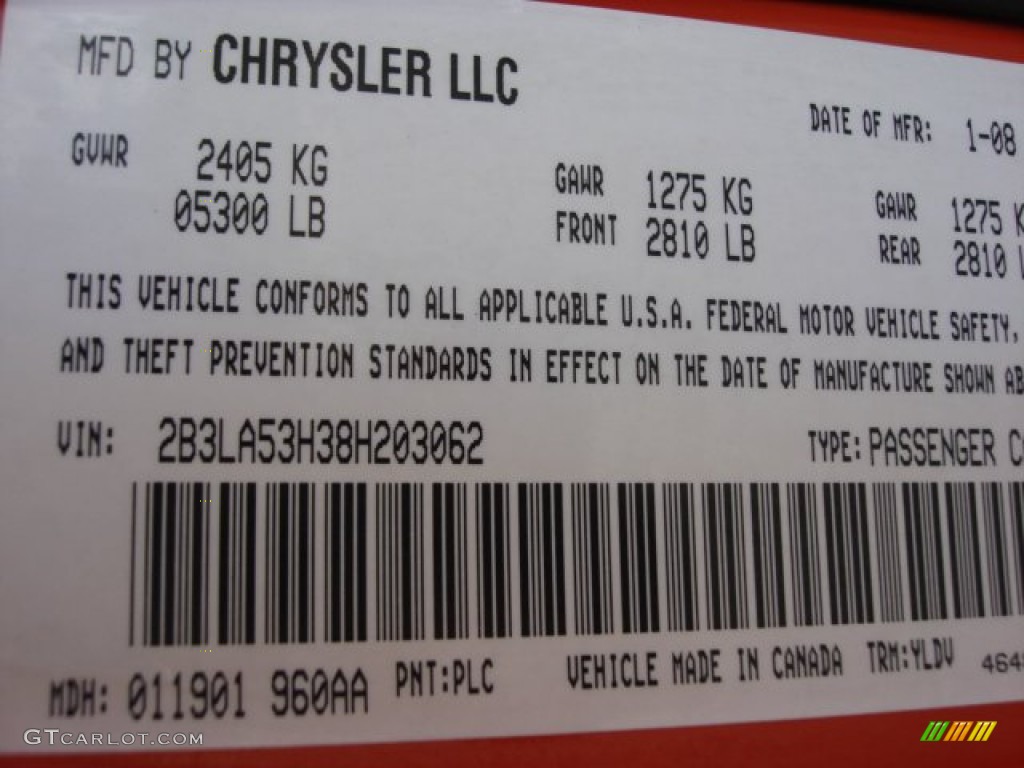 MFD BY CHRYSLER LLC
DATE OF MFR: 1-08
GVWR 2405 KG
05300 LB
GAWR 1275 KG
FRONT 2810 LB
GAWR 1275 K
REAR 2810 L
THIS VEHICLE CONFORMS TO ALL APPLICABLE U.S.A. FEDERAL MOTOR VEHICLE SAFETY,
AND THEFT PREVENTION STANDARDS IN EFFECT ON THE DATE OF MANUFACTURE SHOWN AB
VIN: 2B3LA53H38H203062
TYPE: PASSENGER C
MDH: 011901 960AA PNT:PLC VEHICLE MADE IN CANADA TRM:YLDV
GTCARLOT.COM